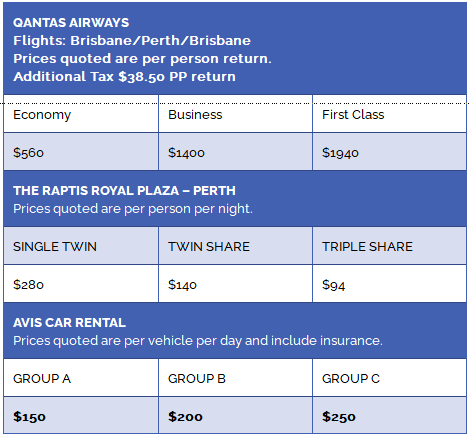 QANTAS AIRWAYS
Flights: Brisbane/Perth/Brisbane
Prices quoted are per person return.
Additional Tax $38.50 PP return
Economy Business First Class
$560 $1400 $1940
THE RAPTIS ROYAL PLAZA – PERTH
Prices quoted are per person per night.
SINGLE TWIN TWIN SHARE TRIPLE SHARE
$280 $140 $94
AVIS CAR RENTAL
Prices quoted are per vehicle per day and include insurance.
GROUP A GROUP B GROUP C
$150 $200 $250